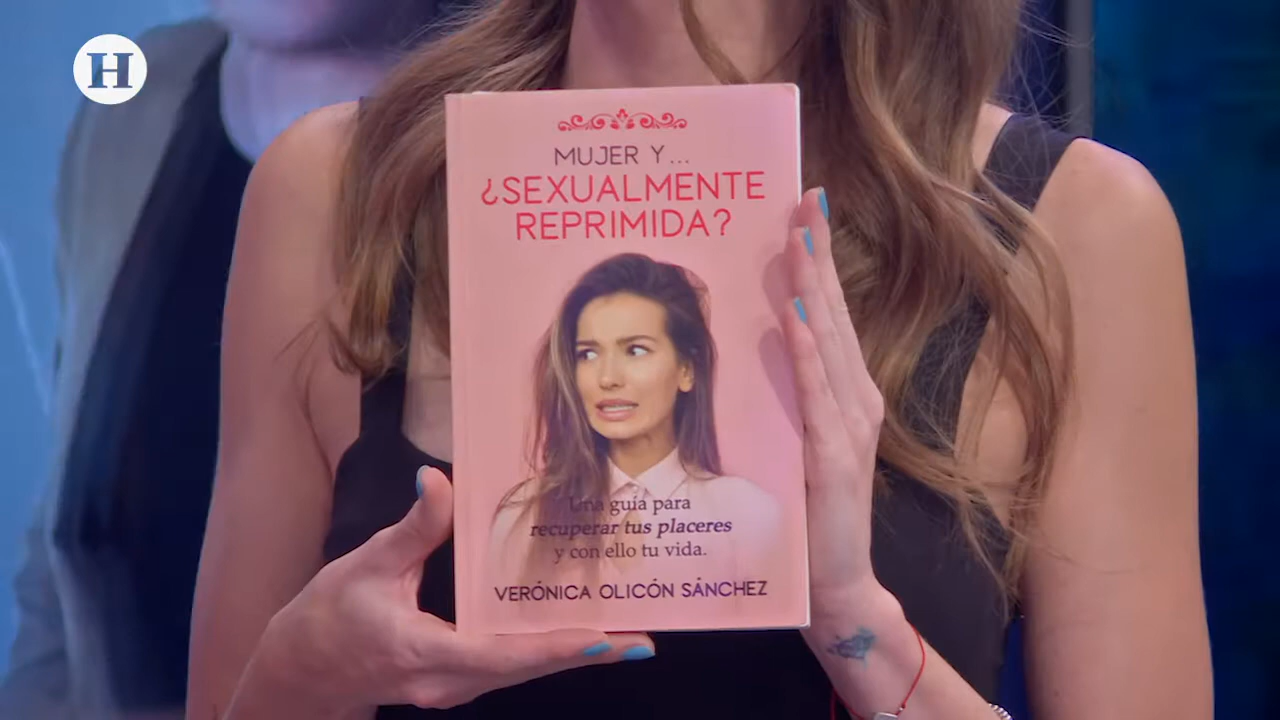 H
MUJER Y...
¿SEXUALMENTE
REPRIMIDA?
Una guía para
recuperar tus placeres
y con ello tu vida.
VERÓNICA OLICÓN SÁNCHEZ